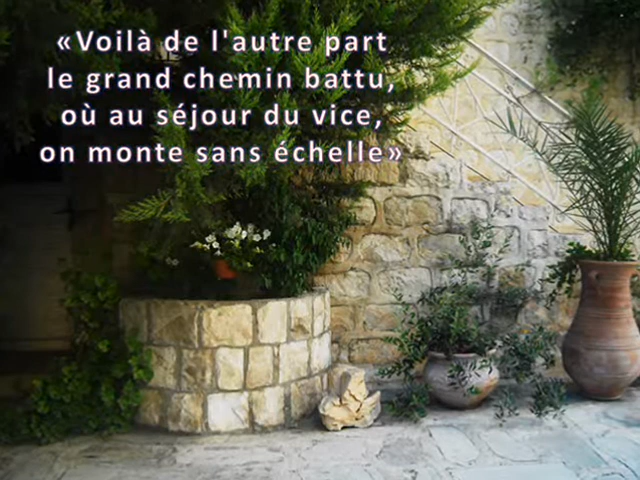 «Voilà de l'autre part
le grand chemin battu,
où au séjour du vice,
on monte sans échelle»